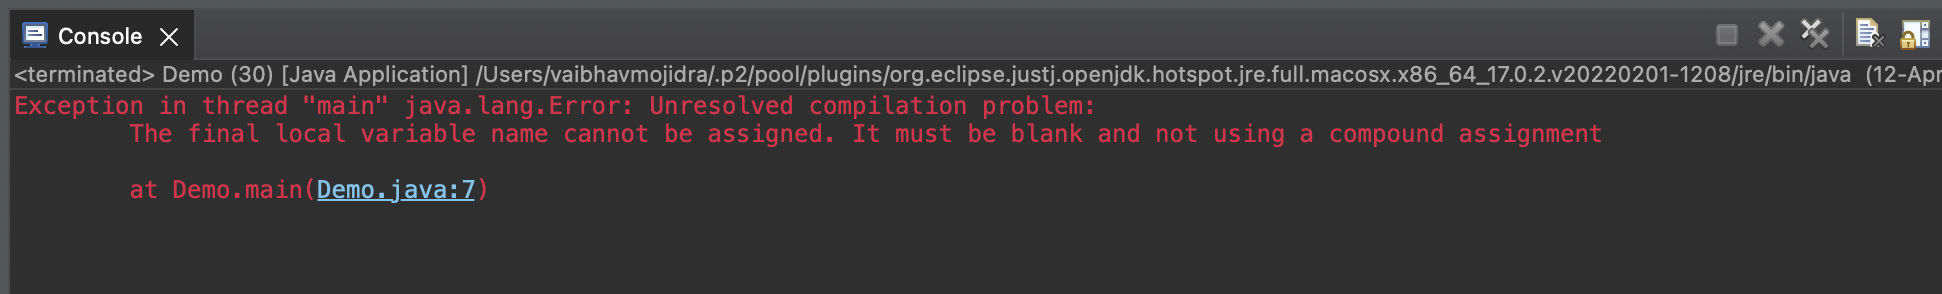 Console
<terminated> Demo (30) [Java Application] /Users/vaibhavmojidra/.p2/pool/plugins/org.eclipse.justj.openjdk.hotspot.jre.full.macosx.x86_64_17.0.2.v20220201-1208/jre/bin/java (12-Apr
Exception in thread "main" java.lang.Error: Unresolved compilation problem:
The final local variable name cannot be assigned. It must be blank and not using a compound assignment
at Demo.main(Demo.java:7)